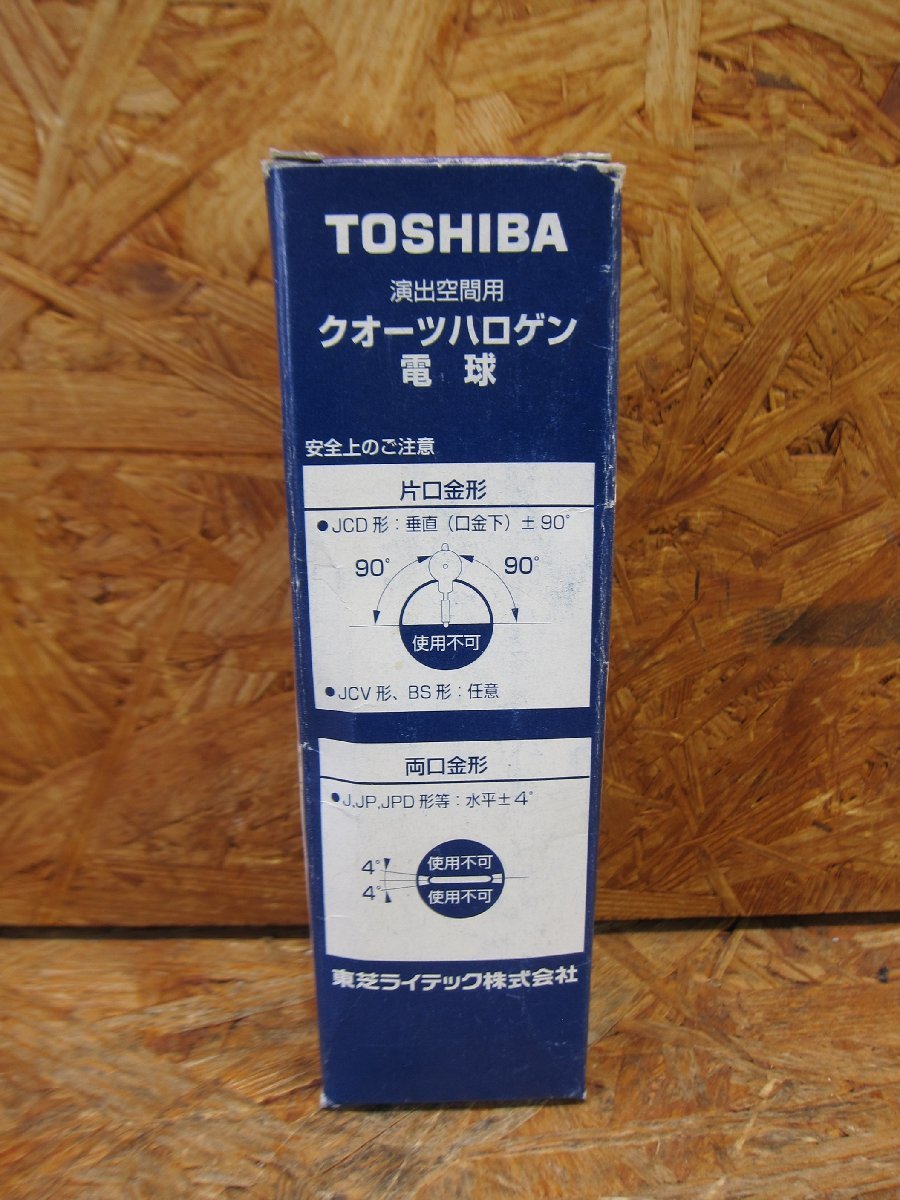 TOSHIBA
演出空間用
クオーツハロゲン
電 球
安全上のご注意
片口金形
●JCD形:垂直(口金下)±90°
90° 90°
使用不可
●JCV形、BS形:任意
両口金形
●J,JP,JPD形等:水平±4°
4°
使用不可
4°
使用不可
東芝ライテック株式会社